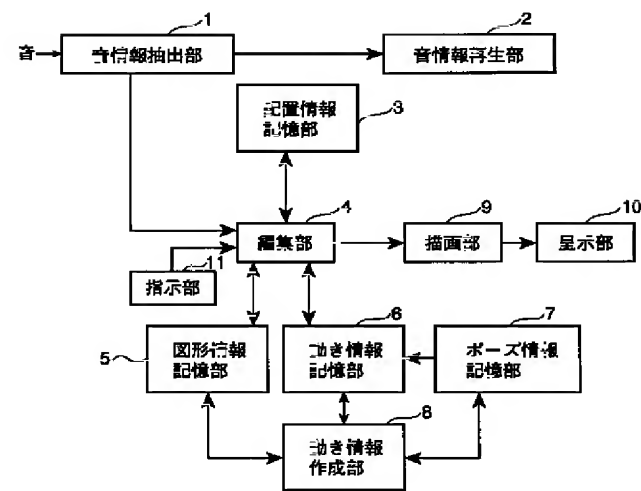 1
2
音
音情報抽出部
音情報再生部
配置情報
記憶部
3
4
9
10
編集部
描画部
呈示部
11
指示部
6
7
5
図形情報
記憶部
動き情報
記憶部
ポーズ情報
記憶部
8
動き情報
作成部